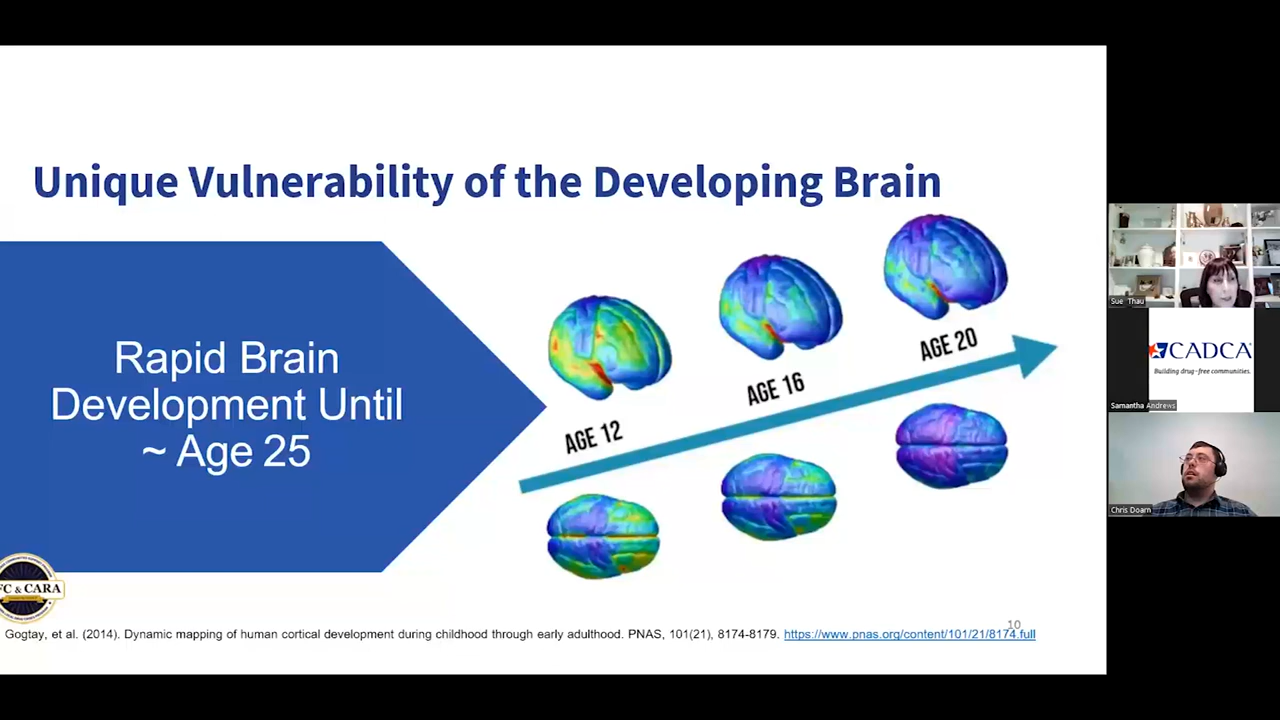 Unique Vulnerability of the Developing Brain
Rapid Brain
Development Until
~ Age 25
AGE 12
AGE 16
AGE 20
FC & CARA
10
Gogtay, et al. (2014). Dynamic mapping of human cortical development during childhood through early adulthood. PNAS, 101(21), 8174-8179. https://www.pnas.org/content/101/21/8174.full
Sue Thau
CADCA®
Building drug-free communities.
Samantha Andrews
Chris Doarn